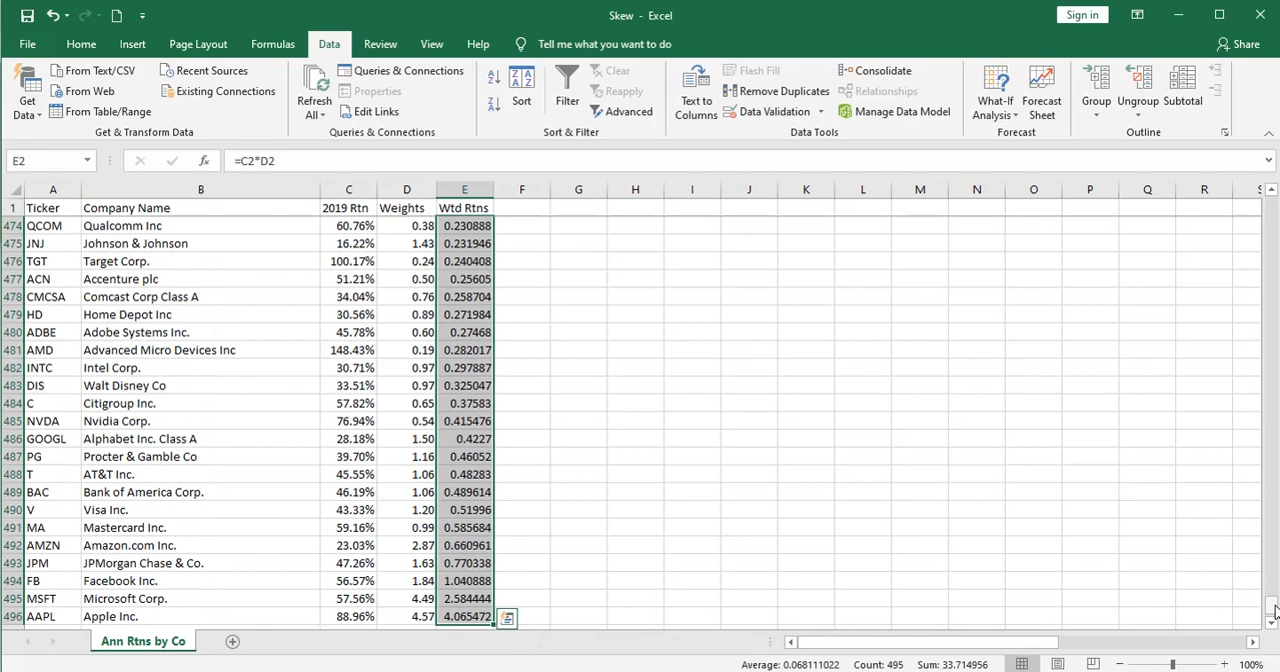 Skew - Excel
Sign in
File Home Insert Page Layout Formulas Data Review View Help Tell me what you want to do Share
Get Data
From Text/CSV
From Web
From Table/Range
Recent Sources
Existing Connections
Get & Transform Data
Refresh All
Queries & Connections
Properties
Edit Links
Queries & Connections
Sort
Filter
Clear
Reapply
Advanced
Sort & Filter
Text to Columns
Flash Fill
Remove Duplicates
Data Validation
Consolidate
Relationships
Manage Data Model
Data Tools
What-If Analysis
Forecast Sheet
Forecast
Group
Ungroup
Subtotal
Outline
E2 fx =C2*D2
A B C D E F G H I J K L M N O P Q R S
1 Ticker Company Name 2019 Rtn Weights Wtd Rtns
474 QCOM Qualcomm Inc 60.76% 0.38 0.230888
475 JNJ Johnson & Johnson 16.22% 1.43 0.231946
476 TGT Target Corp. 100.17% 0.24 0.240408
477 ACN Accenture plc 51.21% 0.50 0.25605
478 CMCSA Comcast Corp Class A 34.04% 0.76 0.258704
479 HD Home Depot Inc 30.56% 0.89 0.271984
480 ADBE Adobe Systems Inc. 45.78% 0.60 0.27468
481 AMD Advanced Micro Devices Inc 148.43% 0.19 0.282017
482 INTC Intel Corp. 30.71% 0.97 0.297887
483 DIS Walt Disney Co 33.51% 0.97 0.325047
484 C Citigroup Inc. 57.82% 0.65 0.37583
485 NVDA Nvidia Corp. 76.94% 0.54 0.415476
486 GOOGL Alphabet Inc. Class A 28.18% 1.50 0.4227
487 PG Procter & Gamble Co 39.70% 1.16 0.46052
488 T AT&T Inc. 45.55% 1.06 0.48283
489 BAC Bank of America Corp. 46.19% 1.06 0.489614
490 V Visa Inc. 43.33% 1.20 0.51996
491 MA Mastercard Inc. 59.16% 0.99 0.585684
492 AMZN Amazon.com Inc. 23.03% 2.87 0.660961
493 JPM JPMorgan Chase & Co. 47.26% 1.63 0.770338
494 FB Facebook Inc. 56.57% 1.84 1.040888
495 MSFT Microsoft Corp. 57.56% 4.49 2.584444
496 AAPL Apple Inc. 88.96% 4.57 4.065472
Ann Rtns by Co
Average: 0.068111022 Count: 495 Sum: 33.714956 100%